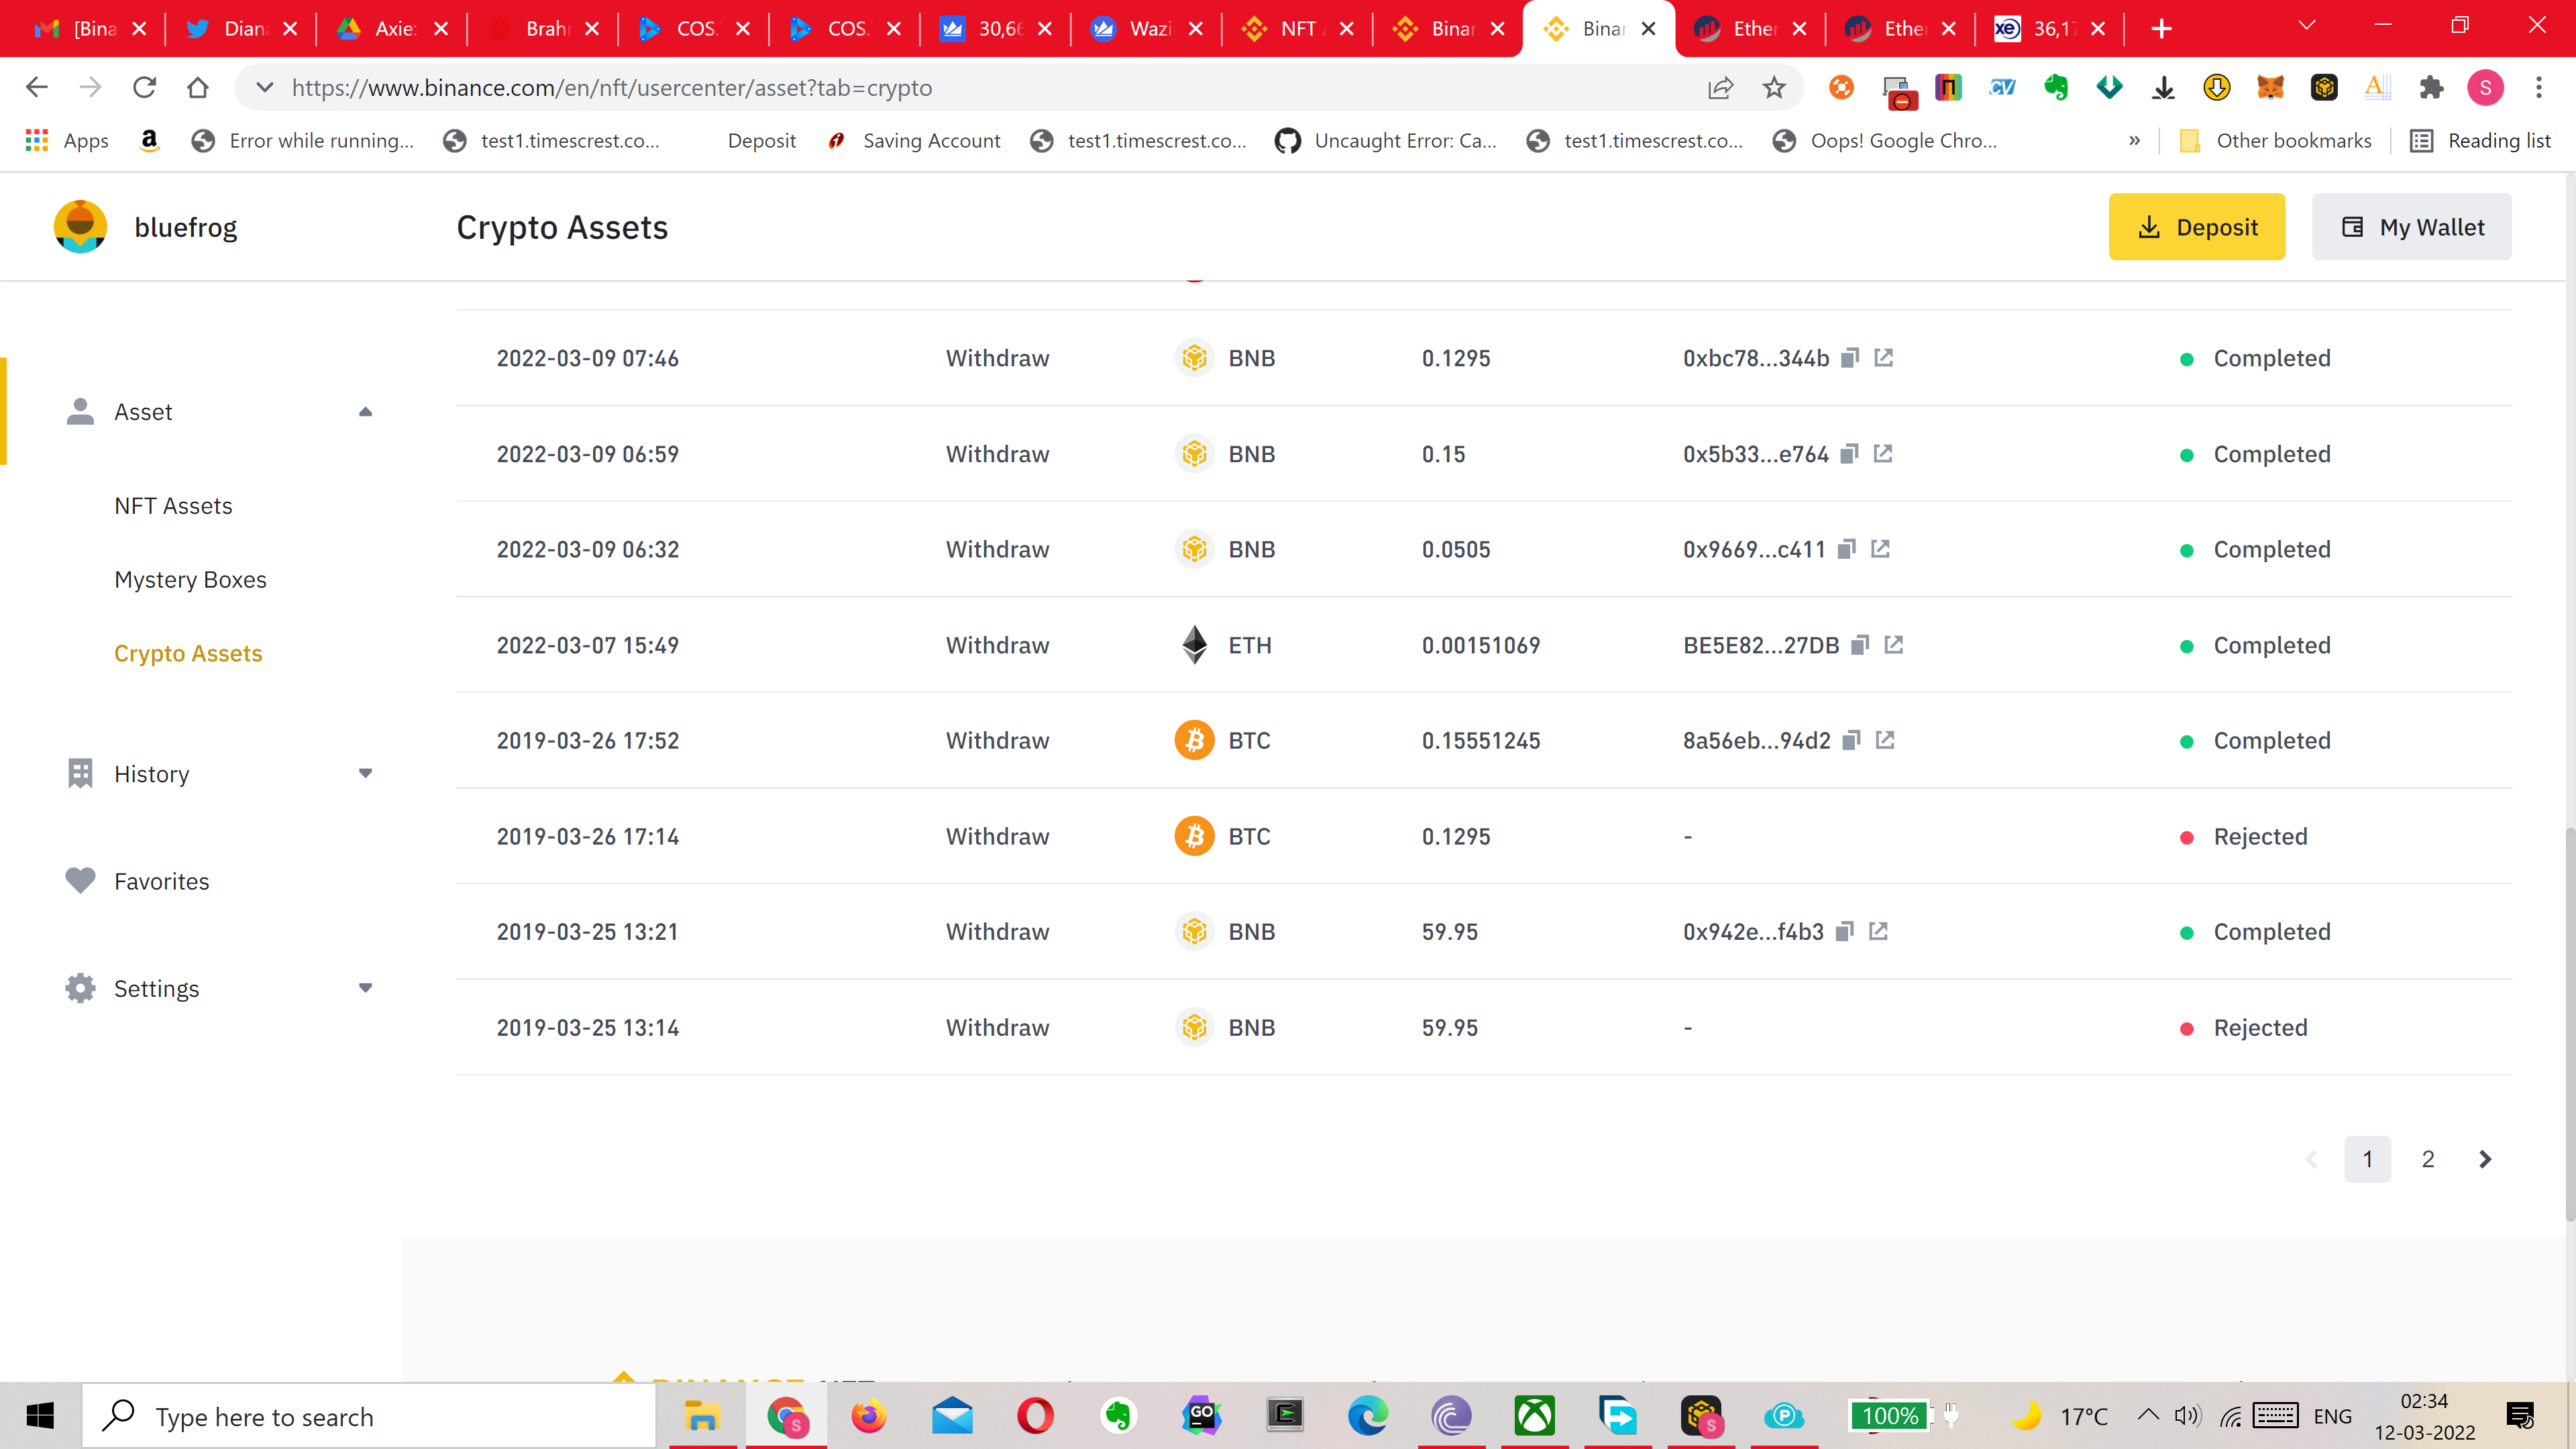 [Bina
Dian
Axie:
Brah
COS.
COS.
30,66
Wazi
NFT
Binar
Binar
Ether
Ether
36,17
https://www.binance.com/en/nft/usercenter/asset?tab=crypto
Apps
Error while running...
test1.timescrest.co...
Deposit
Saving Account
test1.timescrest.co...
Uncaught Error: Ca...
test1.timescrest.co...
Oops! Google Chro...
»
Other bookmarks
Reading list
bluefrog
Crypto Assets
Deposit
My Wallet
Asset
NFT Assets
Mystery Boxes
Crypto Assets
History
Favorites
Settings
2022-03-09 07:46 Withdraw BNB 0.1295 0xbc78...344b Completed
2022-03-09 06:59 Withdraw BNB 0.15 0x5b33...e764 Completed
2022-03-09 06:32 Withdraw BNB 0.0505 0x9669...c411 Completed
2022-03-07 15:49 Withdraw ETH 0.00151069 BE5E82...27DB Completed
2019-03-26 17:52 Withdraw BTC 0.15551245 8a56eb...94d2 Completed
2019-03-26 17:14 Withdraw BTC 0.1295 - Rejected
2019-03-25 13:21 Withdraw BNB 59.95 0x942e...f4b3 Completed
2019-03-25 13:14 Withdraw BNB 59.95 - Rejected
1 2
Type here to search
100%
17°C
ENG
02:34
12-03-2022